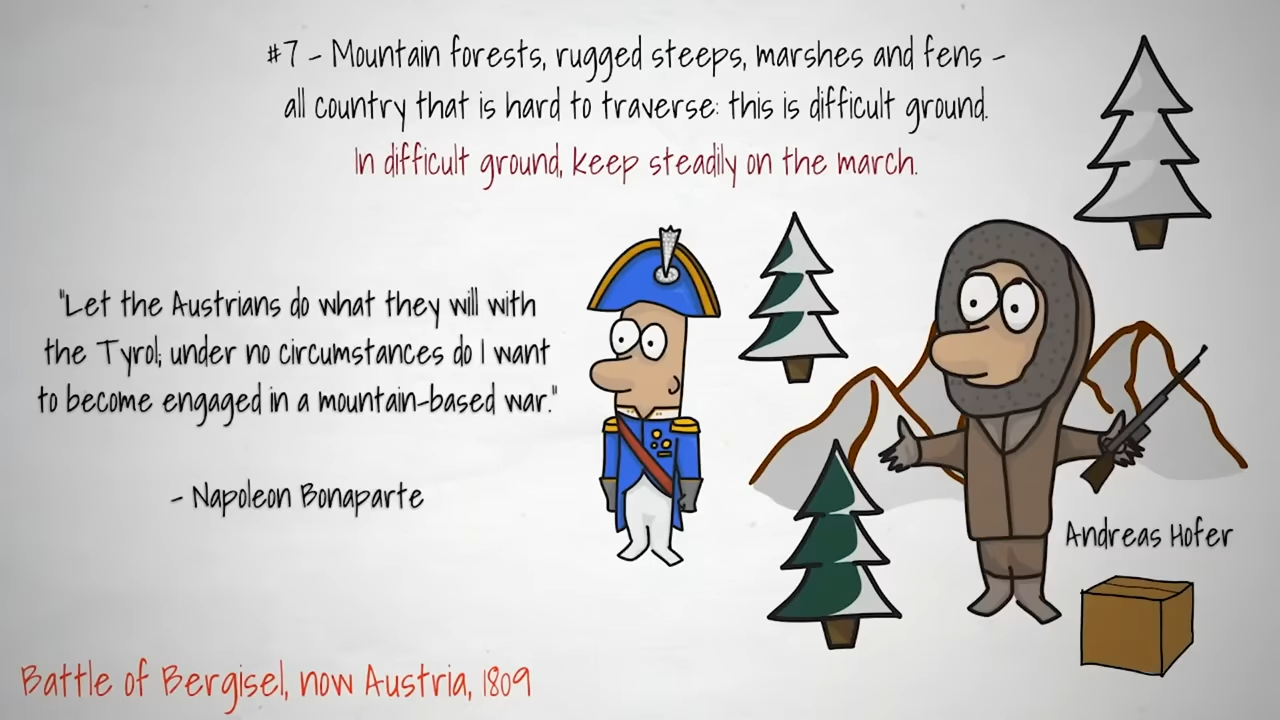 #7 - Mountain forests, rugged steeps, marshes and fens -
all country that is hard to traverse: this is difficult ground.
In difficult ground, keep steadily on the march.
"Let the Austrians do what they will with
the Tyrol; under no circumstances do I want
to become engaged in a mountain-based war."
- Napoleon Bonaparte
Andreas Hofer
Battle of Bergisel, now Austria, 1809